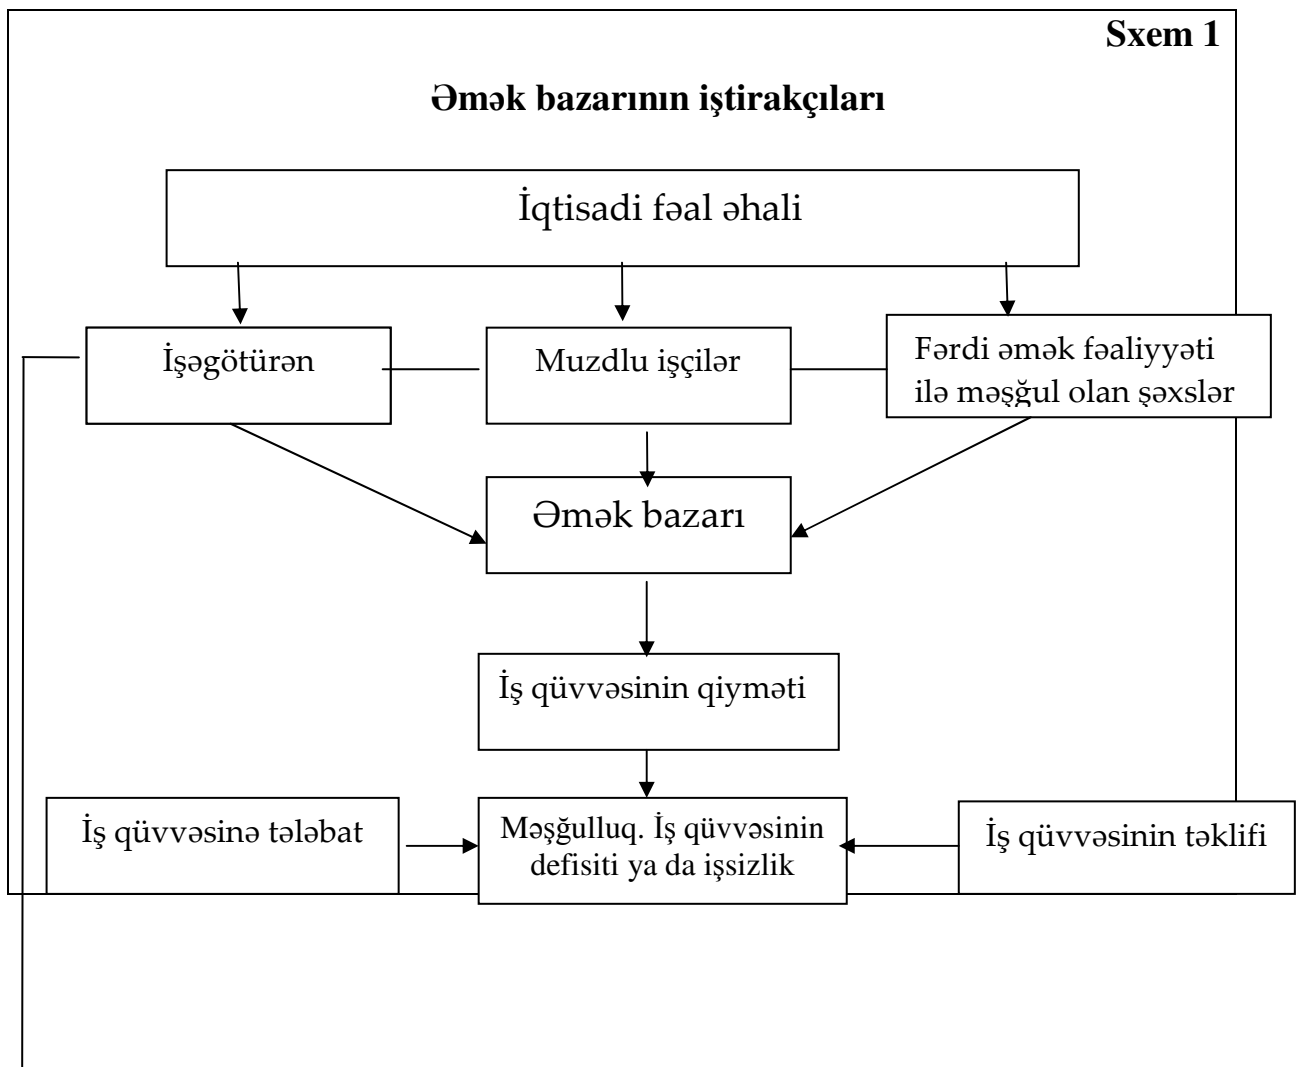 Sxem 1
Əmək bazarının iştirakçıları
İqtisadi fəal əhali
İşəgötürən
Muzdlu işçilər
Fərdi əmək fəaliyyəti
ilə məşğul olan şəxslər
Əmək bazarı
İş qüvvəsinin qiyməti
İş qüvvəsinə tələbat
Məşğulluq. İş qüvvəsinin
defisiti ya da işsizlik
İş qüvvəsinin təklifi